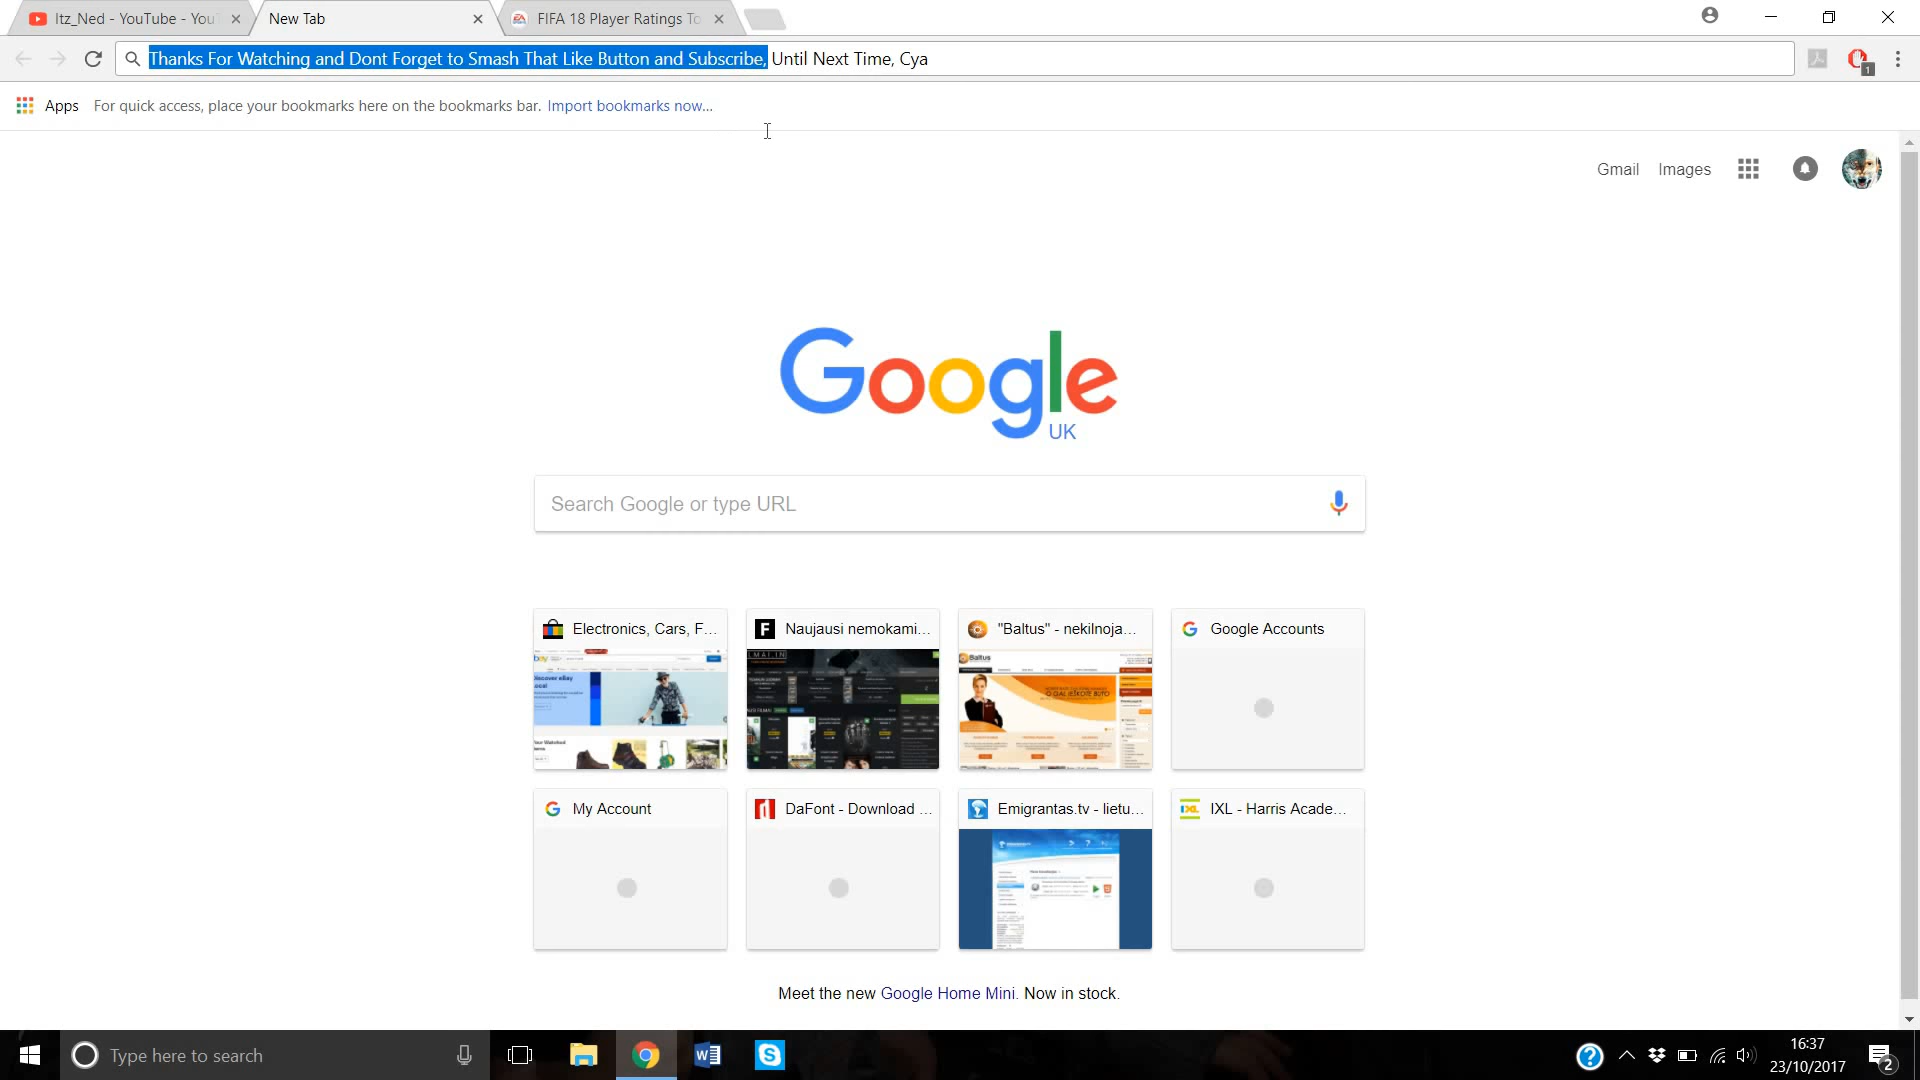 Itz_Ned - YouTube - You
New Tab
FIFA 18 Player Ratings To
Thanks For Watching and Dont Forget to Smash That Like Button and Subscribe, Until Next Time, Cya
1
Apps For quick access, place your bookmarks here on the bookmarks bar. Import bookmarks now...
Gmail Images
Google
UK
Search Google or type URL
Electronics, Cars, F...
Naujausi nemokami...
"Baltus" - nekilnoja...
Google Accounts
Baltus
My Account
DaFont - Download ...
Emigrantas.tv - lietu...
IXL - Harris Acade...
Meet the new Google Home Mini. Now in stock.
Type here to search
16:37
23/10/2017
2